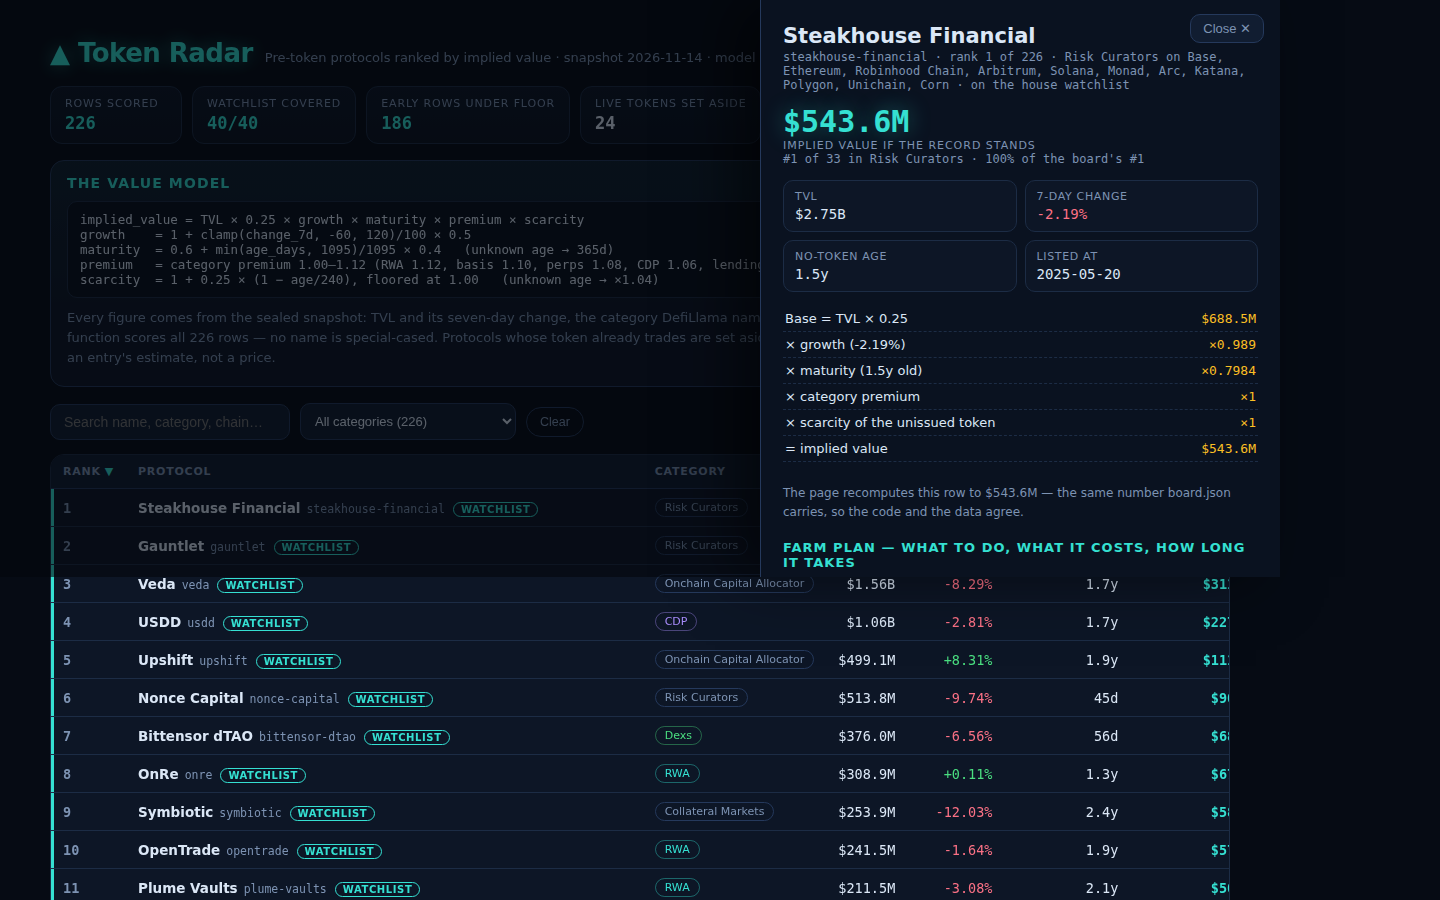 ▲ Token Radar Pre-token protocols ranked by implied value · snapshot 2026-11-14 · model
ROWS SCORED
226
WATCHLIST COVERED
40/40
EARLY ROWS UNDER FLOOR
186
LIVE TOKENS SET ASIDE
24
THE VALUE MODEL
implied_value = TVL × 0.25 × growth × maturity × premium × scarcity
growth = 1 + clamp(change_7d, -60, 120)/100 × 0.5
maturity = 0.6 + min(age_days, 1095)/1095 × 0.4 (unknown age → 365d)
premium = category premium 1.00–1.12 (RWA 1.12, basis 1.10, perps 1.08, CDP 1.06, lending
scarcity = 1 + 0.25 × (1 − age/240), floored at 1.00 (unknown age → ×1.04)
Every figure comes from the sealed snapshot: TVL and its seven-day change, the category DefiLlama nam
function scores all 226 rows — no name is special-cased. Protocols whose token already trades are set asid
an entry's estimate, not a price.
Search name, category, chain…
All categories (226)
Clear
RANK ▼ PROTOCOL CATEGORY
1 Steakhouse Financial steakhouse-financial WATCHLIST Risk Curators
2 Gauntlet gauntlet WATCHLIST Risk Curators
3 Veda veda WATCHLIST Onchain Capital Allocator $1.56B -8.29% 1.7y
4 USDD usdd WATCHLIST CDP $1.06B -2.81% 1.7y
5 Upshift upshift WATCHLIST Onchain Capital Allocator $499.1M +8.31% 1.9y
6 Nonce Capital nonce-capital WATCHLIST Risk Curators $513.8M -9.74% 45d
7 Bittensor dTAO bittensor-dtao WATCHLIST Dexs $376.0M -6.56% 56d
8 OnRe onre WATCHLIST RWA $308.9M +0.11% 1.3y
9 Symbiotic symbiotic WATCHLIST Collateral Markets $253.9M -12.03% 2.4y
10 OpenTrade opentrade WATCHLIST RWA $241.5M -1.64% 1.9y
11 Plume Vaults plume-vaults WATCHLIST RWA $211.5M -3.08% 2.1y
Close ✕
Steakhouse Financial
steakhouse-financial · rank 1 of 226 · Risk Curators on Base,
Ethereum, Robinhood Chain, Arbitrum, Solana, Monad, Arc, Katana,
Polygon, Unichain, Corn · on the house watchlist
$543.6M
IMPLIED VALUE IF THE RECORD STANDS
#1 of 33 in Risk Curators · 100% of the board's #1
TVL
$2.75B
7-DAY CHANGE
-2.19%
NO-TOKEN AGE
1.5y
LISTED AT
2025-05-20
Base = TVL × 0.25 $688.5M
× growth (-2.19%) ×0.989
× maturity (1.5y old) ×0.7984
× category premium ×1
× scarcity of the unissued token ×1
= implied value $543.6M
The page recomputes this row to $543.6M — the same number board.json
carries, so the code and the data agree.
FARM PLAN — WHAT TO DO, WHAT IT COSTS, HOW LONG
IT TAKES